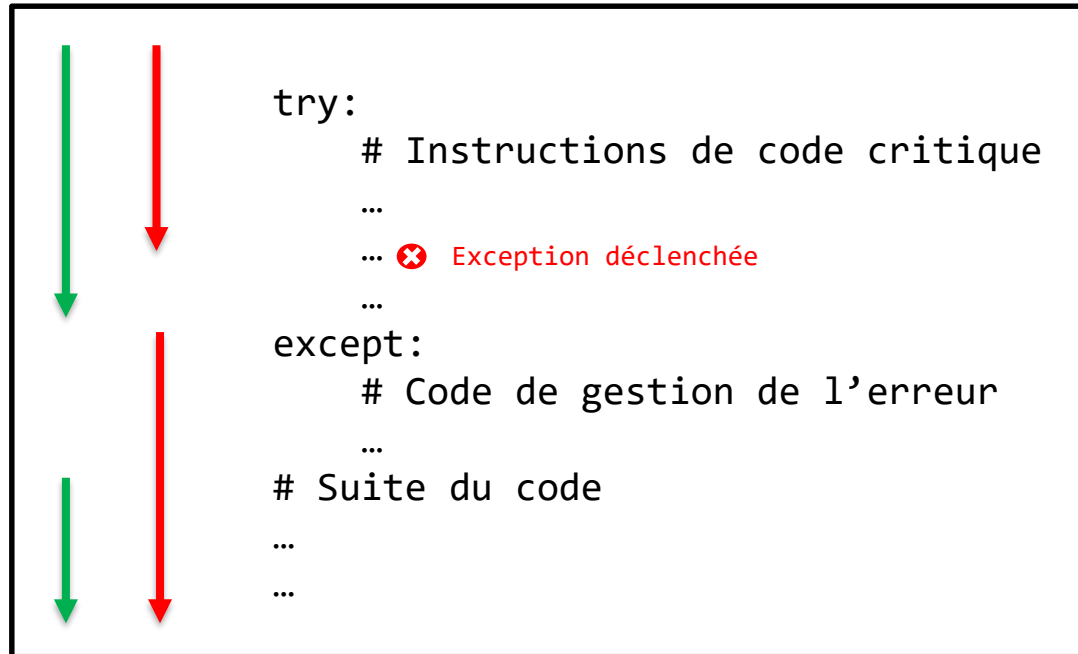 try:
# Instructions de code critique
…
… Exception déclenchée
…
except:
# Code de gestion de l’erreur
…
# Suite du code
…
…